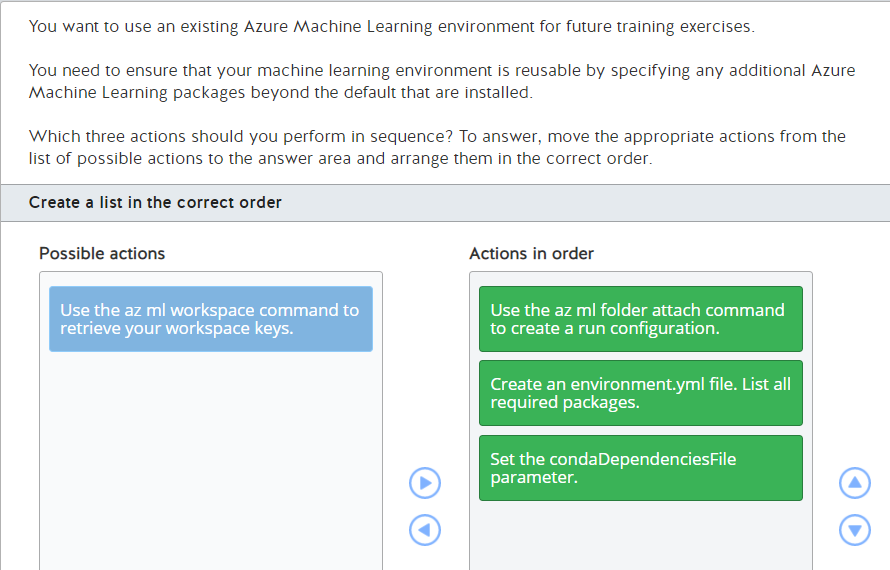 You want to use an existing Azure Machine Learning environment for future training exercises.
You need to ensure that your machine learning environment is reusable by specifying any additional Azure
Machine Learning packages beyond the default that are installed.
Which three actions should you perform in sequence? To answer, move the appropriate actions from the
list of possible actions to the answer area and arrange them in the correct order.
Create a list in the correct order
Possible actions
Use the az ml workspace command to
retrieve your workspace keys.
Actions in order
Use the az ml folder attach command
to create a run configuration.
Create an environment.yml file. List all
required packages.
Set the condaDependenciesFile
parameter.